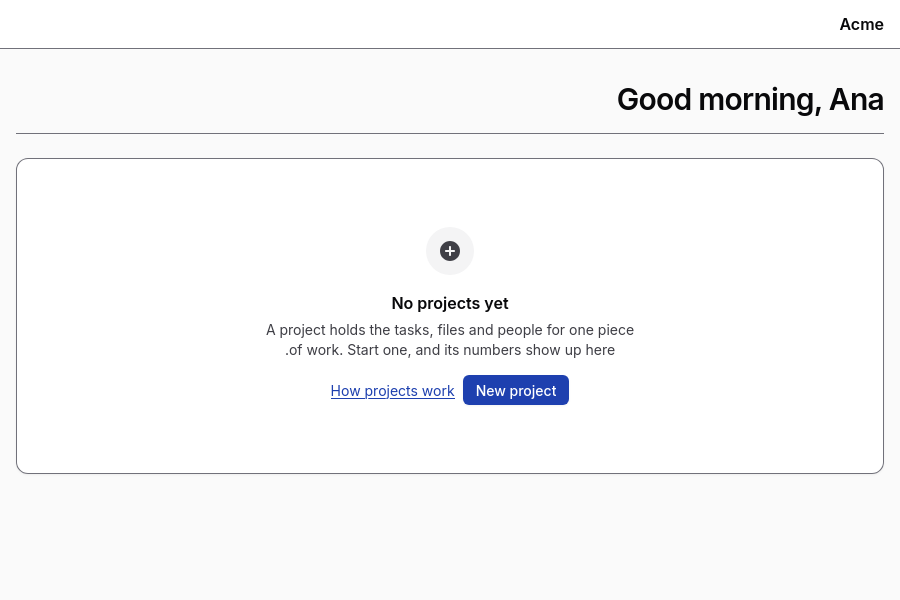 Acme
Good morning, Ana
No projects yet
A project holds the tasks, files and people for one piece
.of work. Start one, and its numbers show up here
New project
How projects work